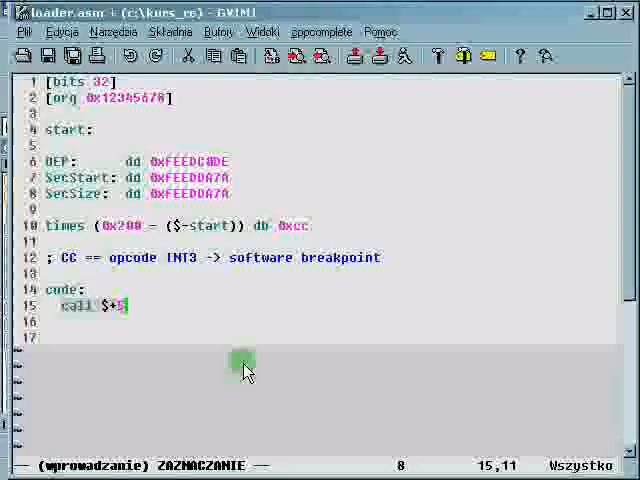 loader.asm + (c:\kurs_re) - GVIM1
Plik Edycja Narzędzia Składnia Bufory Widoki appcomplete Pomoc
1 [bits 32]
2 [org 0x12345678]
3
4 start:
5
6 OEP: dd 0xFEEDC0DE
7 SecStart: dd 0xFEEDDA7A
8 SecSize: dd 0xFEEDDA7A
9
10 times (0x200 - ($-start)) db 0xcc
11
12 ; CC == opcode INT3 -> software breakpoint
13
14 code:
15 call $+5
16
17
~
~
~
~
~
~
~
-- (wprowadzanie) ZAZNACZANIE -- 8 15,11 Wszystko